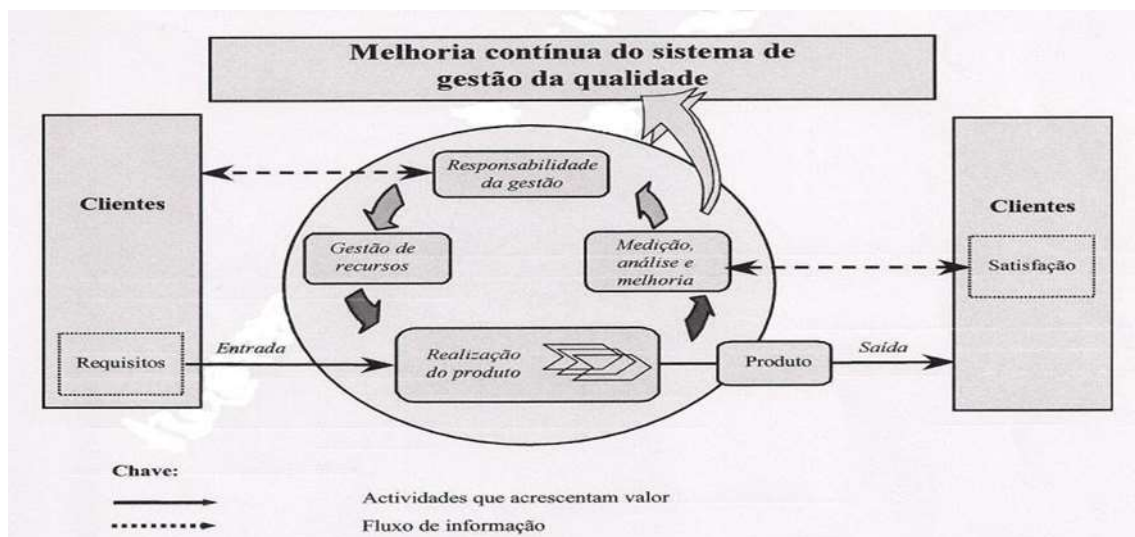 Melhoria contínua do sistema de
gestão da qualidade
Clientes
Requisitos
Entrada
Responsabilidade
da gestão
Gestão de
recursos
Medição,
análise e
melhoria
Realização
do produto
Produto
Saída
Clientes
Satisfação
Chave:
Actividades que acrescentam valor
Fluxo de informação